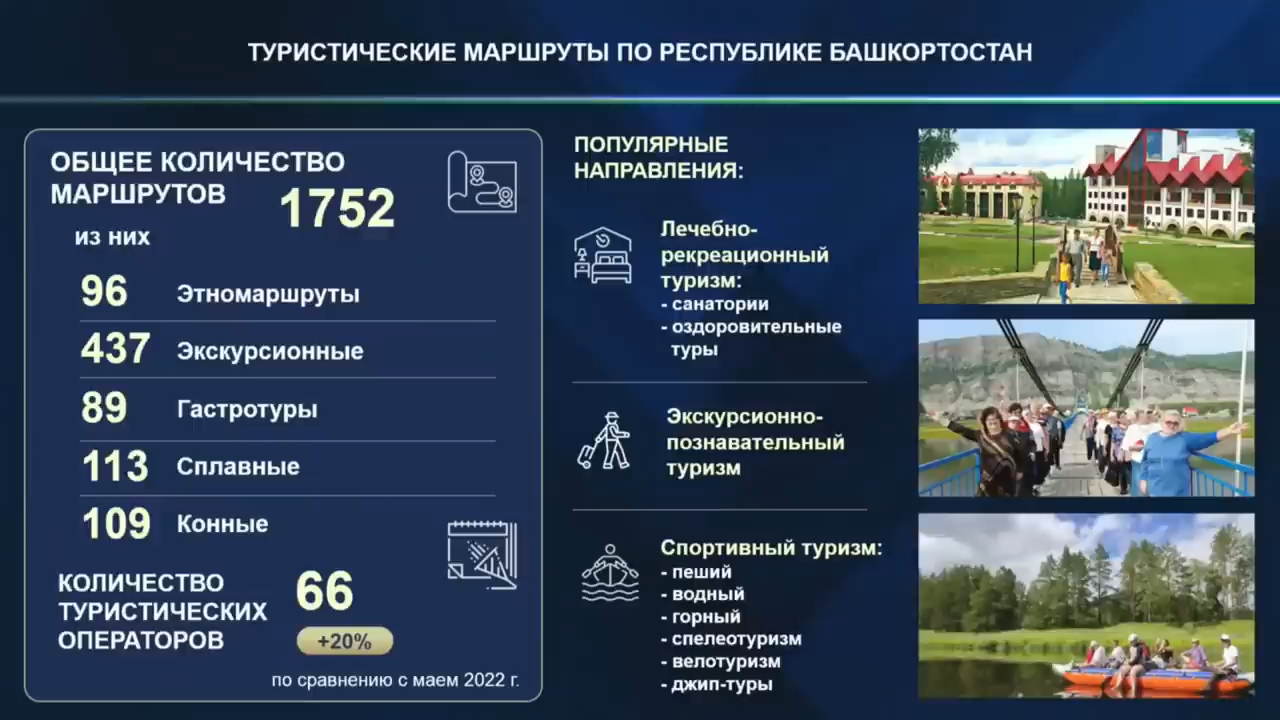 ТУРИСТИЧЕСКИЕ МАРШРУТЫ ПО РЕСПУБЛИКЕ БАШКОРТОСТАН
ОБЩЕЕ КОЛИЧЕСТВО
МАРШРУТОВ 1752
из них
96 Этномаршруты
437 Экскурсионные
89 Гастротуры
113 Сплавные
109 Конные
КОЛИЧЕСТВО
ТУРИСТИЧЕСКИХ
ОПЕРАТОРОВ
66
+20%
по сравнению с маем 2022 г.
ПОПУЛЯРНЫЕ
НАПРАВЛЕНИЯ:
Лечебно-
рекреационный
туризм:
- санатории
- оздоровительные
туры
Экскурсионно-
познавательный
туризм
Спортивный туризм:
- пеший
- водный
- горный
- спелеотуризм
- велотуризм
- джип-туры